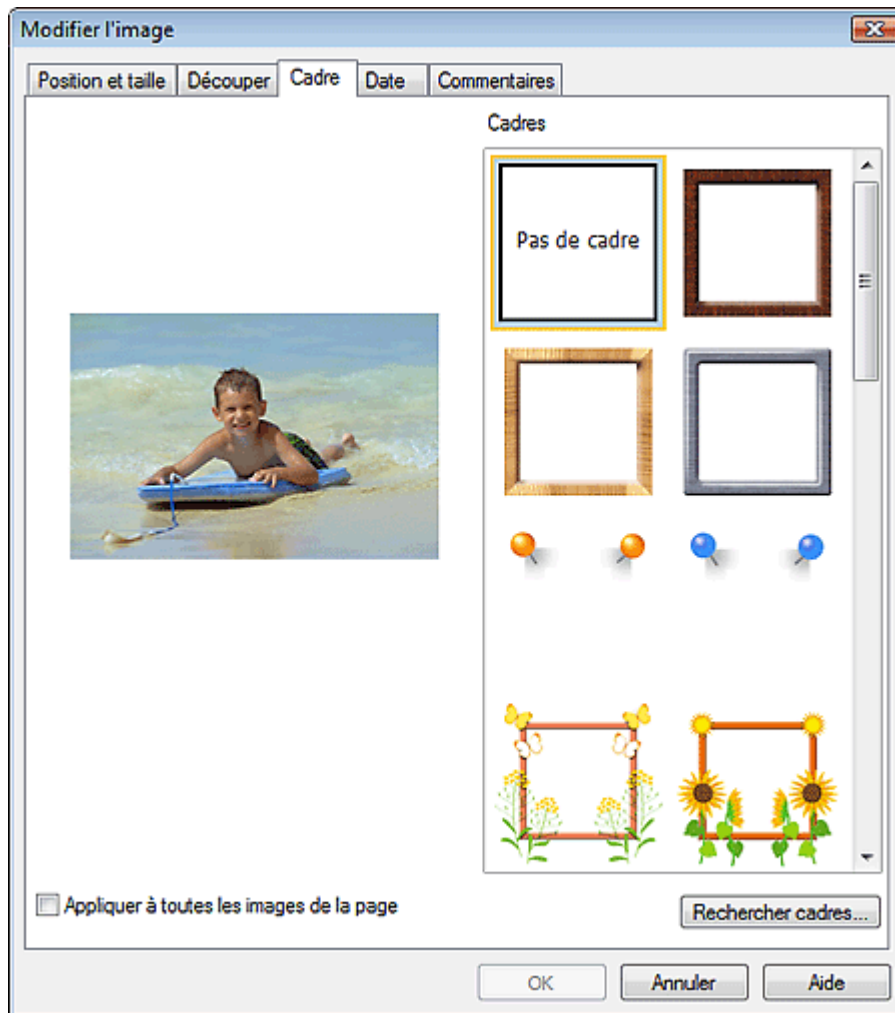 Modifier l'image
Position et taille Découper Cadre Date Commentaires
Cadres
Pas de cadre
Appliquer à toutes les images de la page
Rechercher cadres...
OK Annuler Aide